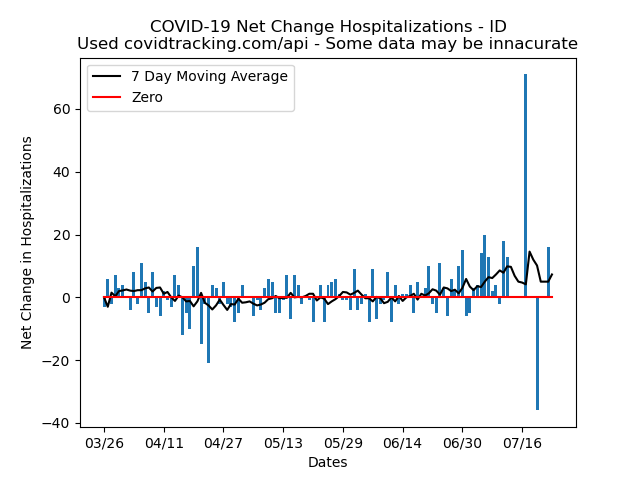 COVID-19 Net Change Hospitalizations - ID
Used covidtracking.com/api - Some data may be innacurate
7 Day Moving Average
Zero
Net Change in Hospitalizations
60
40
20
0
−20
−40
03/26 04/11 04/27 05/13 05/29 06/14 06/30 07/16
Dates